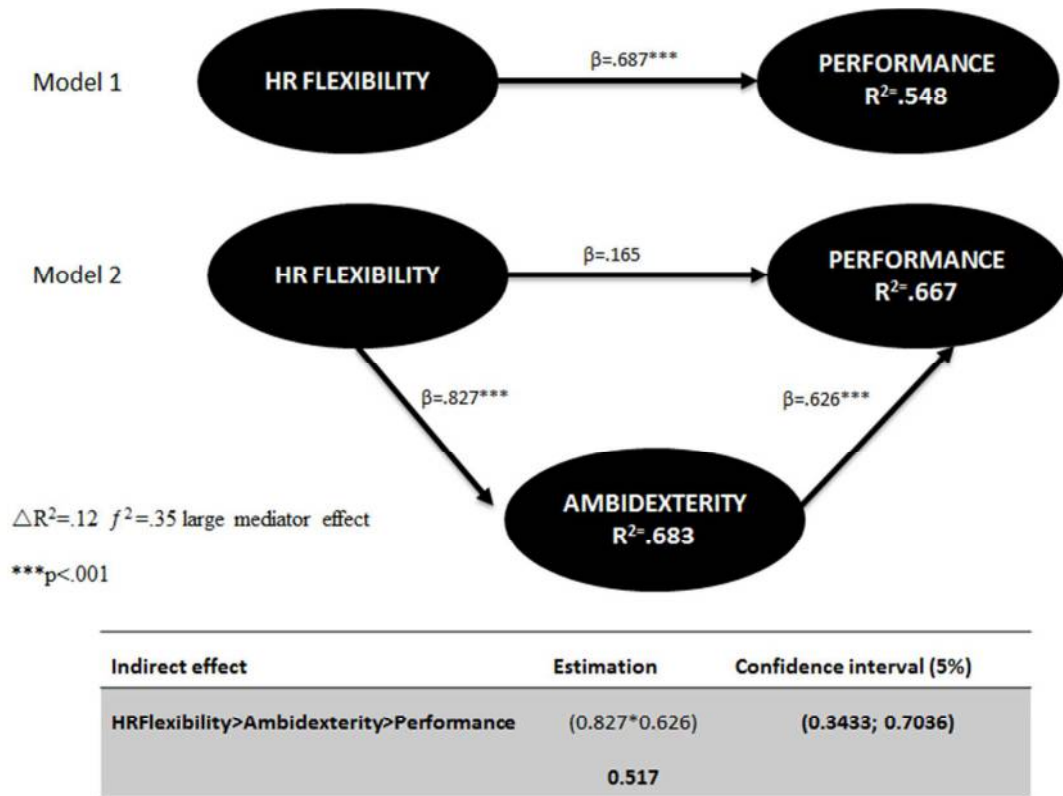 Model 1
HR FLEXIBILITY
β=.687***
PERFORMANCE
R²=.548
Model 2
HR FLEXIBILITY
β=.165
PERFORMANCE
R²=.667
β=.827***
β=.626***
AMBIDEXTERITY
R²=.683
△R²=.12 f²=.35 large mediator effect
***p<.001
Indirect effect Estimation Confidence interval (5%)
HRFlexibility>Ambidexterity>Performance (0.827*0.626) (0.3433; 0.7036)
0.517